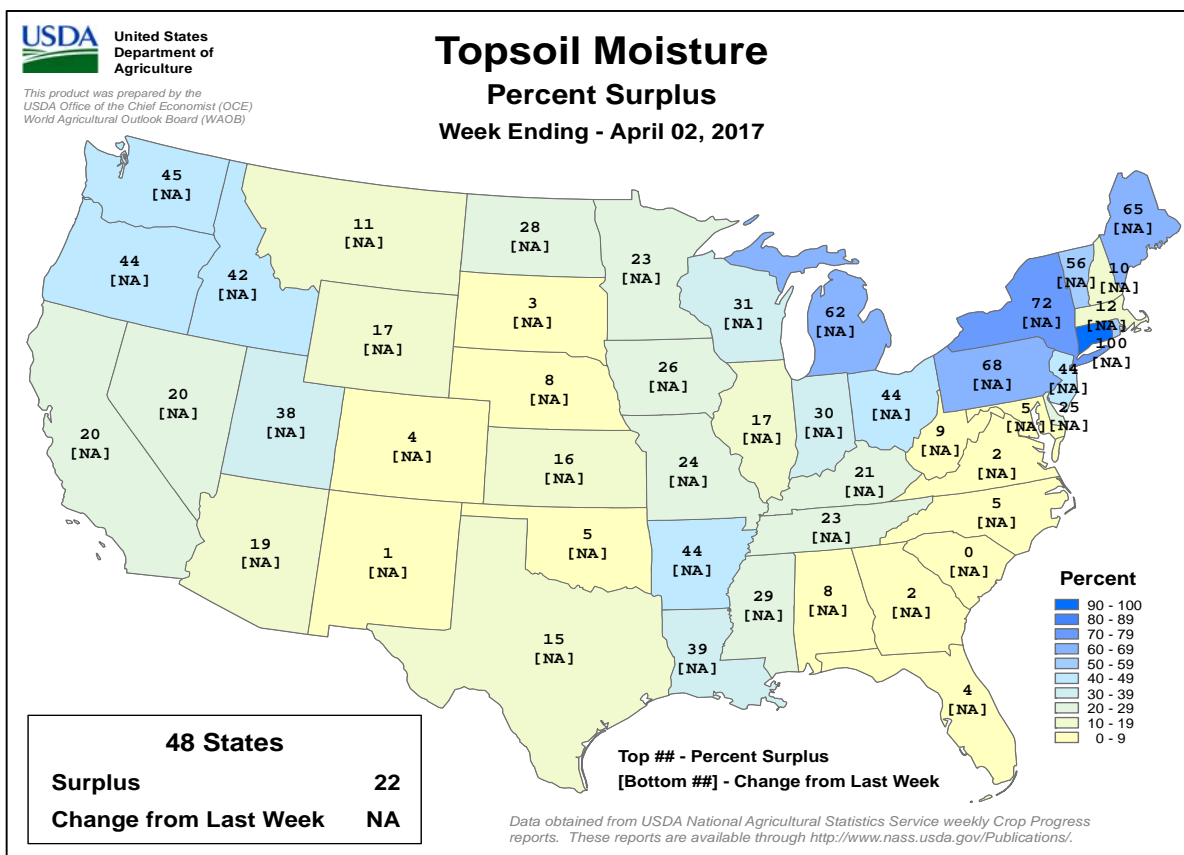 USDA
United States
Department of
Agriculture
This product was prepared by the
USDA Office of the Chief Economist (OCE)
World Agricultural Outlook Board (WAOB)
Topsoil Moisture
Percent Surplus
Week Ending - April 02, 2017
45
[NA]
44
[NA]
42
[NA]
11
[NA]
17
[NA]
28
[NA]
3
[NA]
8
[NA]
23
[NA]
26
[NA]
31
[NA]
62
[NA]
65
[NA]
56
[NA]
10
[NA]
12
[NA]
100
[NA]
72
[NA]
68
[NA]
44
[NA]
25
[NA]
5
[NA]
20
[NA]
20
[NA]
38
[NA]
4
[NA]
16
[NA]
24
[NA]
17
[NA]
30
[NA]
44
[NA]
9
[NA]
2
[NA]
21
[NA]
23
[NA]
5
[NA]
0
[NA]
19
[NA]
1
[NA]
5
[NA]
44
[NA]
15
[NA]
39
[NA]
29
[NA]
8
[NA]
2
[NA]
4
[NA]
Percent
90 - 100
80 - 89
70 - 79
60 - 69
50 - 59
40 - 49
30 - 39
20 - 29
10 - 19
0 - 9
48 States
Surplus 22
Change from Last Week NA
Top ## - Percent Surplus
[Bottom ##] - Change from Last Week
Data obtained from USDA National Agricultural Statistics Service weekly Crop Progress
reports. These reports are available through http://www.nass.usda.gov/Publications/.